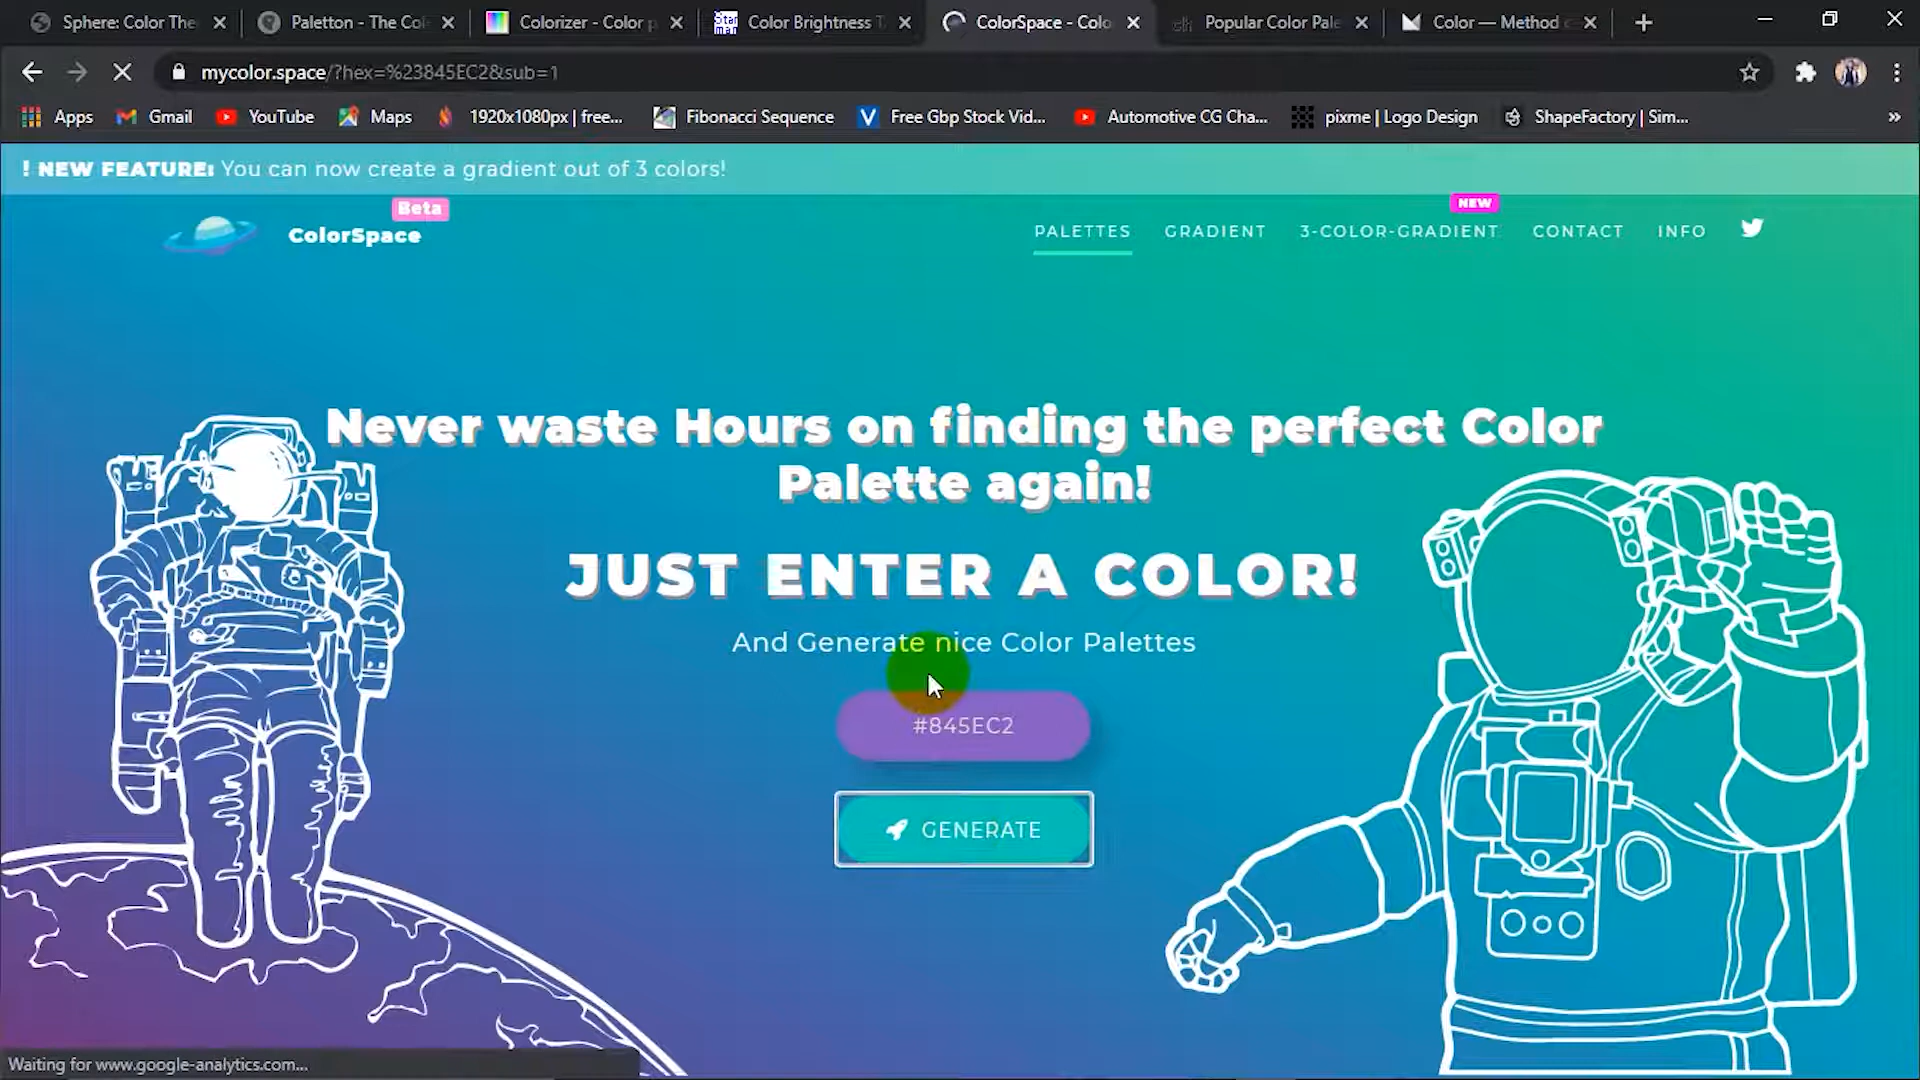 Sphere: Color The
Paletton - The Col
Colorizer - Color p
Color Brightness T
ColorSpace - Colo
Popular Color Pale
Color — Method
mycolor.space/?hex=%23845EC2&sub=1
Apps
Gmail
YouTube
Maps
1920x1080px | free...
Fibonacci Sequence
Free Gbp Stock Vid...
Automotive CG Cha...
pixme | Logo Design
ShapeFactory | Sim...
»
! NEW FEATURE: You can now create a gradient out of 3 colors!
Beta
ColorSpace
NEW
PALETTES GRADIENT 3-COLOR-GRADIENT CONTACT INFO
Never waste Hours on finding the perfect Color
Palette again!
JUST ENTER A COLOR!
And Generate nice Color Palettes
#845EC2
GENERATE
Waiting for www.google-analytics.com...